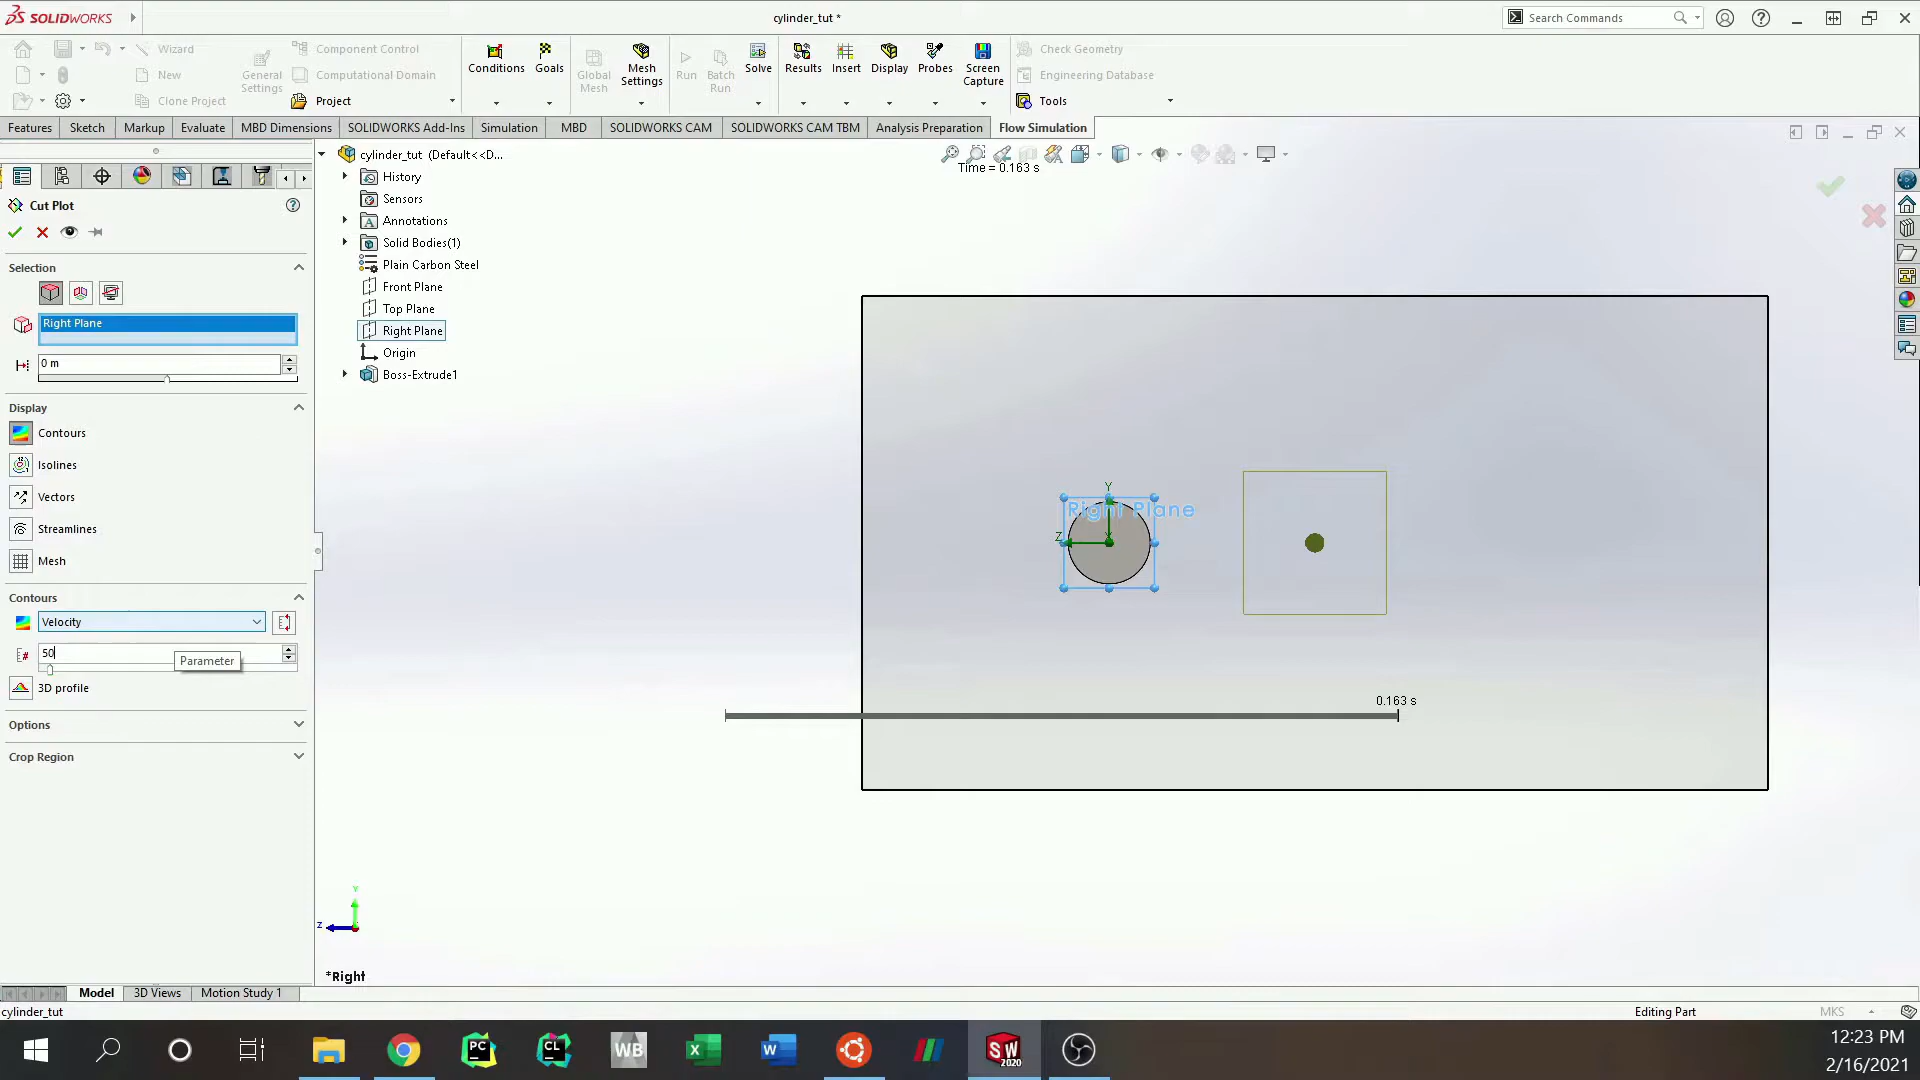 SOLIDWORKS
cylinder_tut *
Search Commands
Wizard
New
Clone Project
General Settings
Component Control
Computational Domain
Project
Conditions
Goals
Global Mesh
Mesh Settings
Run
Batch Run
Solve
Results
Insert
Display
Probes
Screen Capture
Check Geometry
Engineering Database
Tools
Features
Sketch
Markup
Evaluate
MBD Dimensions
SOLIDWORKS Add-Ins
Simulation
MBD
SOLIDWORKS CAM
SOLIDWORKS CAM TBM
Analysis Preparation
Flow Simulation
Cut Plot
Selection
Right Plane
0 m
Display
Contours
Isolines
Vectors
Streamlines
Mesh
Contours
Velocity
50
Parameter
3D profile
Options
Crop Region
cylinder_tut (Default<<D...
History
Sensors
Annotations
Solid Bodies(1)
Plain Carbon Steel
Front Plane
Top Plane
Right Plane
Origin
Boss-Extrude1
Time = 0.163 s
Y
Right Plane
Z
0.163 s
Y
Z
*Right
Model
3D Views
Motion Study 1
cylinder_tut
Editing Part
MKS
PC
CL
WB
SW
2020
12:23 PM
2/16/2021